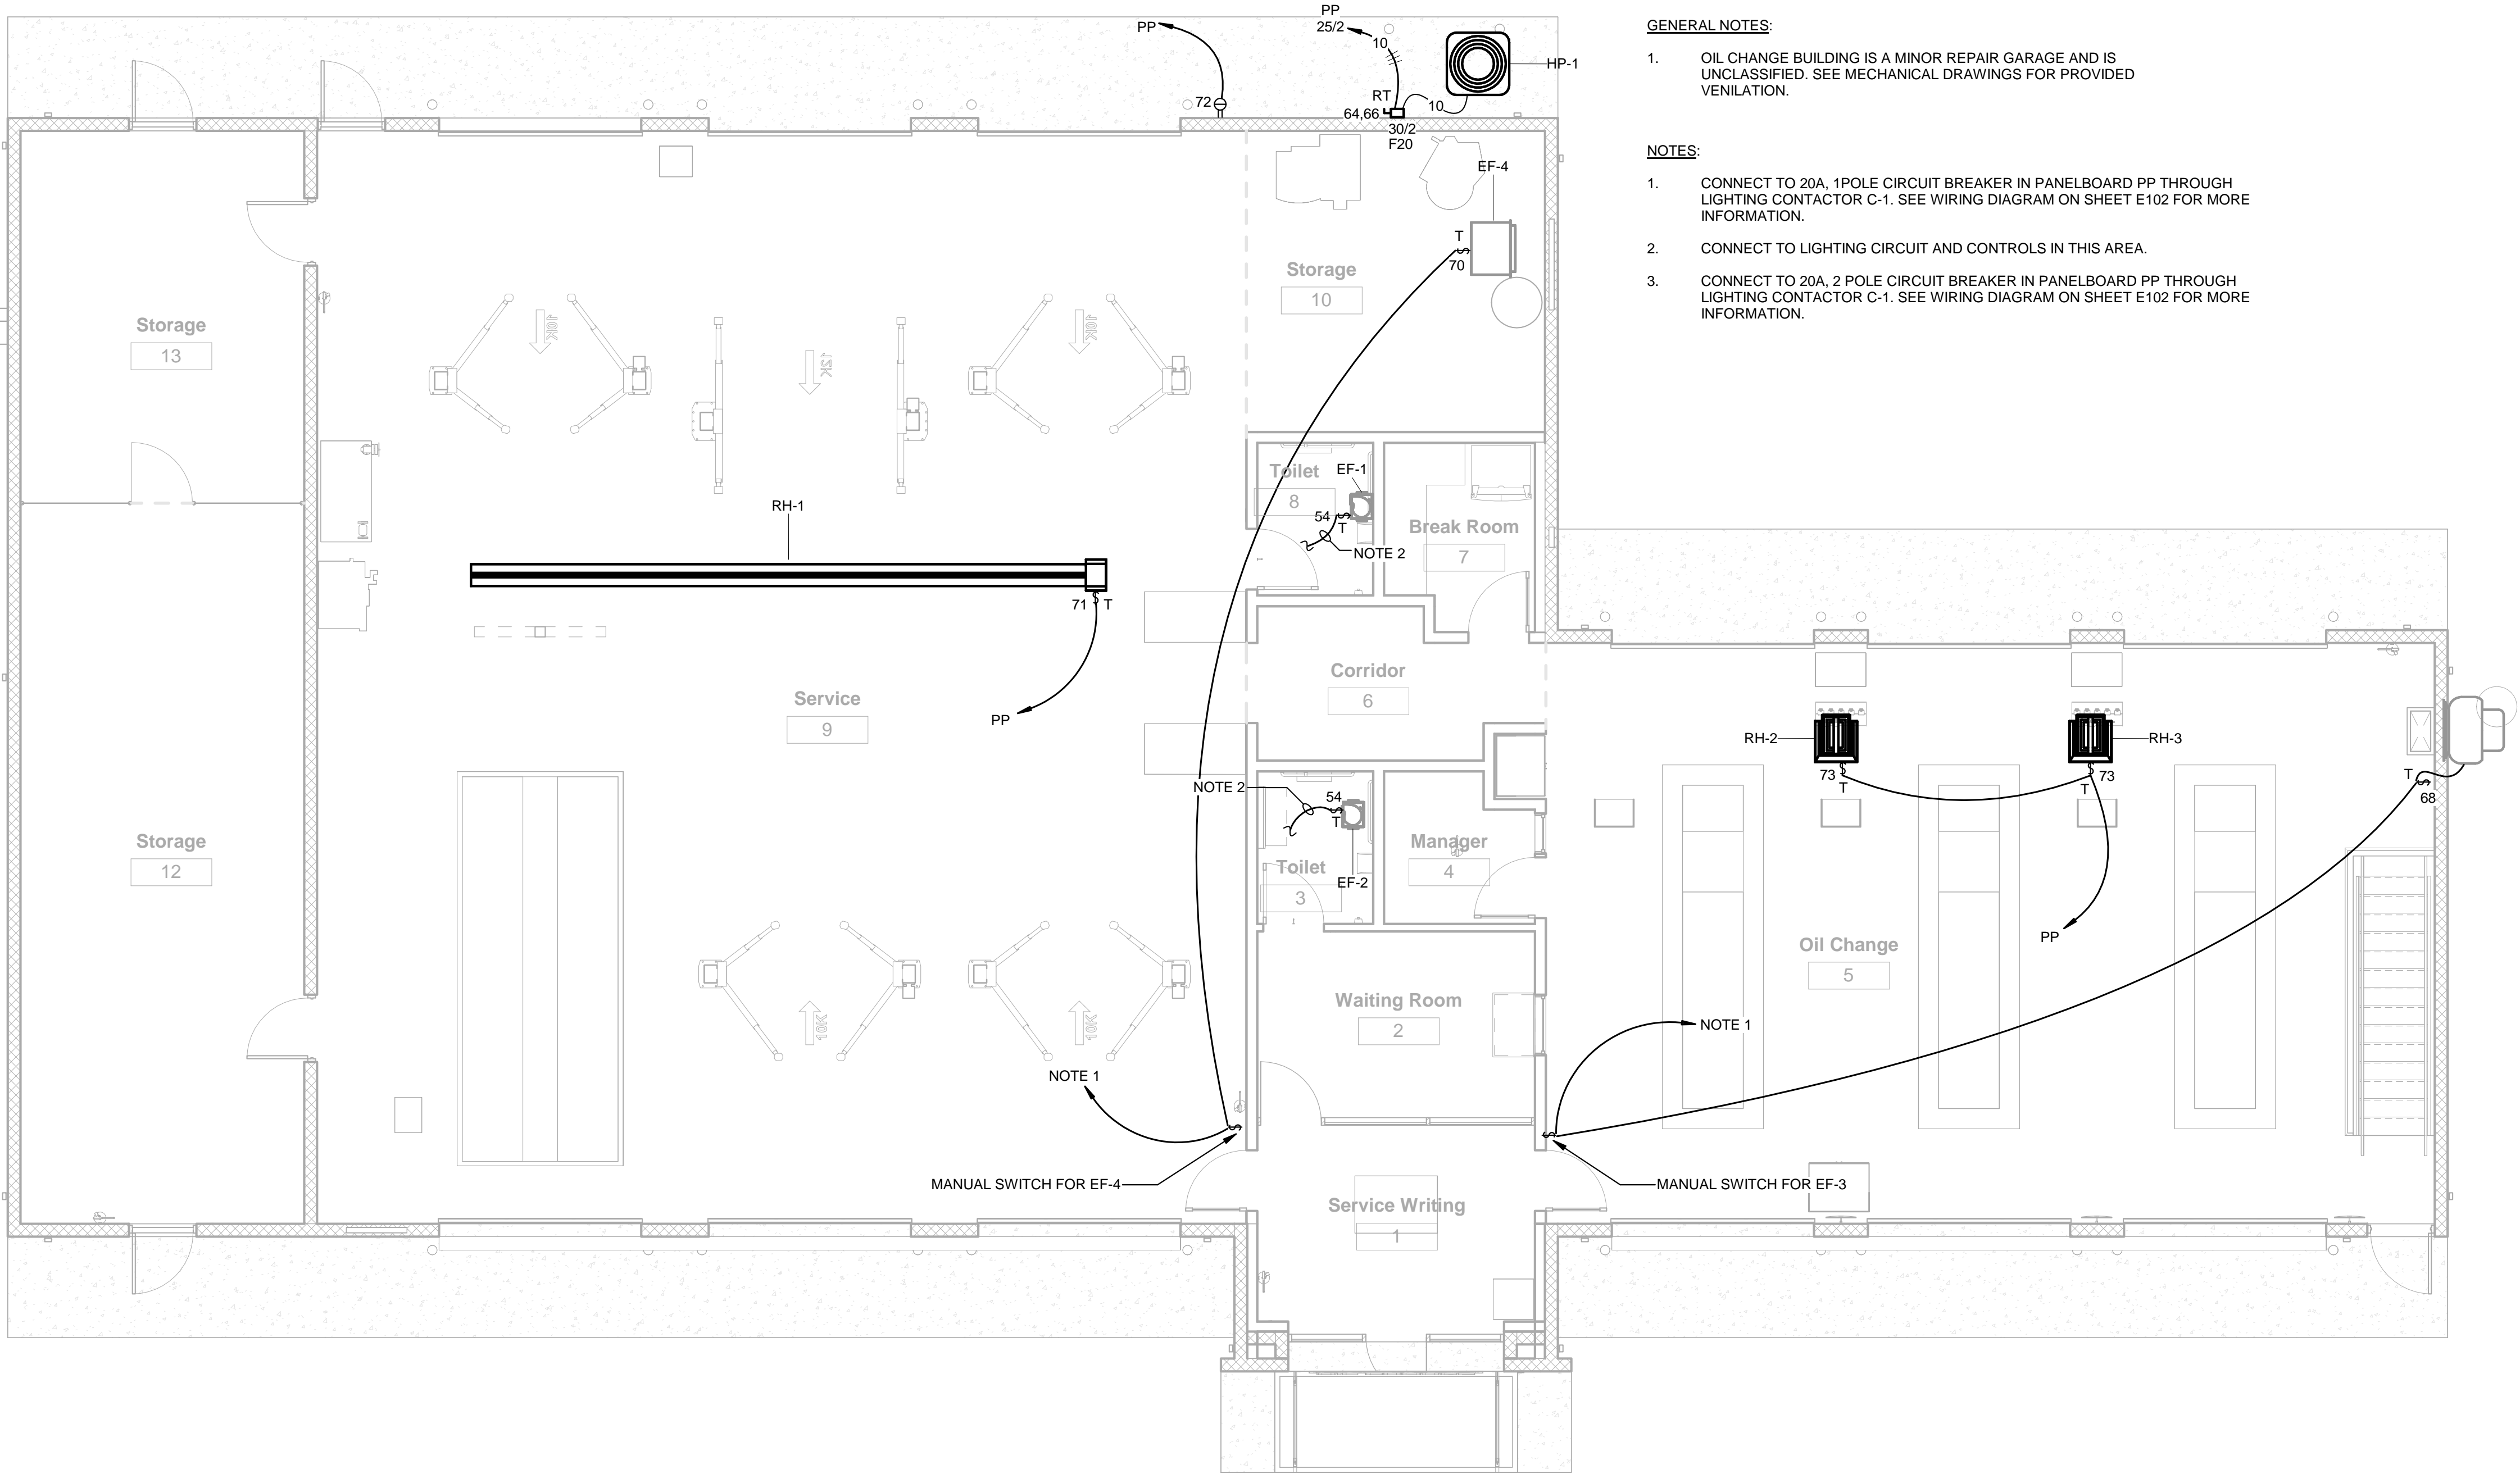 GENERAL NOTES:
1. OIL CHANGE BUILDING IS A MINOR REPAIR GARAGE AND IS
UNCLASSIFIED. SEE MECHANICAL DRAWINGS FOR PROVIDED
VENILATION.
NOTES:
1. CONNECT TO 20A, 1POLE CIRCUIT BREAKER IN PANELBOARD PP THROUGH
LIGHTING CONTACTOR C-1. SEE WIRING DIAGRAM ON SHEET E102 FOR MORE
INFORMATION.
2. CONNECT TO LIGHTING CIRCUIT AND CONTROLS IN THIS AREA.
3. CONNECT TO 20A, 2 POLE CIRCUIT BREAKER IN PANELBOARD PP THROUGH
LIGHTING CONTACTOR C-1. SEE WIRING DIAGRAM ON SHEET E102 FOR MORE
INFORMATION.
PP
PP
25/2
10
HP-1
72
RT
10
64,66
30/2
F20
EF-4
T
70
Storage
10
Storage
13
10K
12K
10K
Toilet
8
EF-1
54
T
NOTE 2
Break Room
7
RH-1
71
T
PP
Service
9
Corridor
6
RH-2
RH-3
73
T
73
T
T
68
NOTE 2
54
T
Toilet
3
EF-2
Manager
4
Storage
12
PP
Oil Change
5
Waiting Room
2
10K
10K
NOTE 1
NOTE 1
MANUAL SWITCH FOR EF-4
MANUAL SWITCH FOR EF-3
Service Writing
1